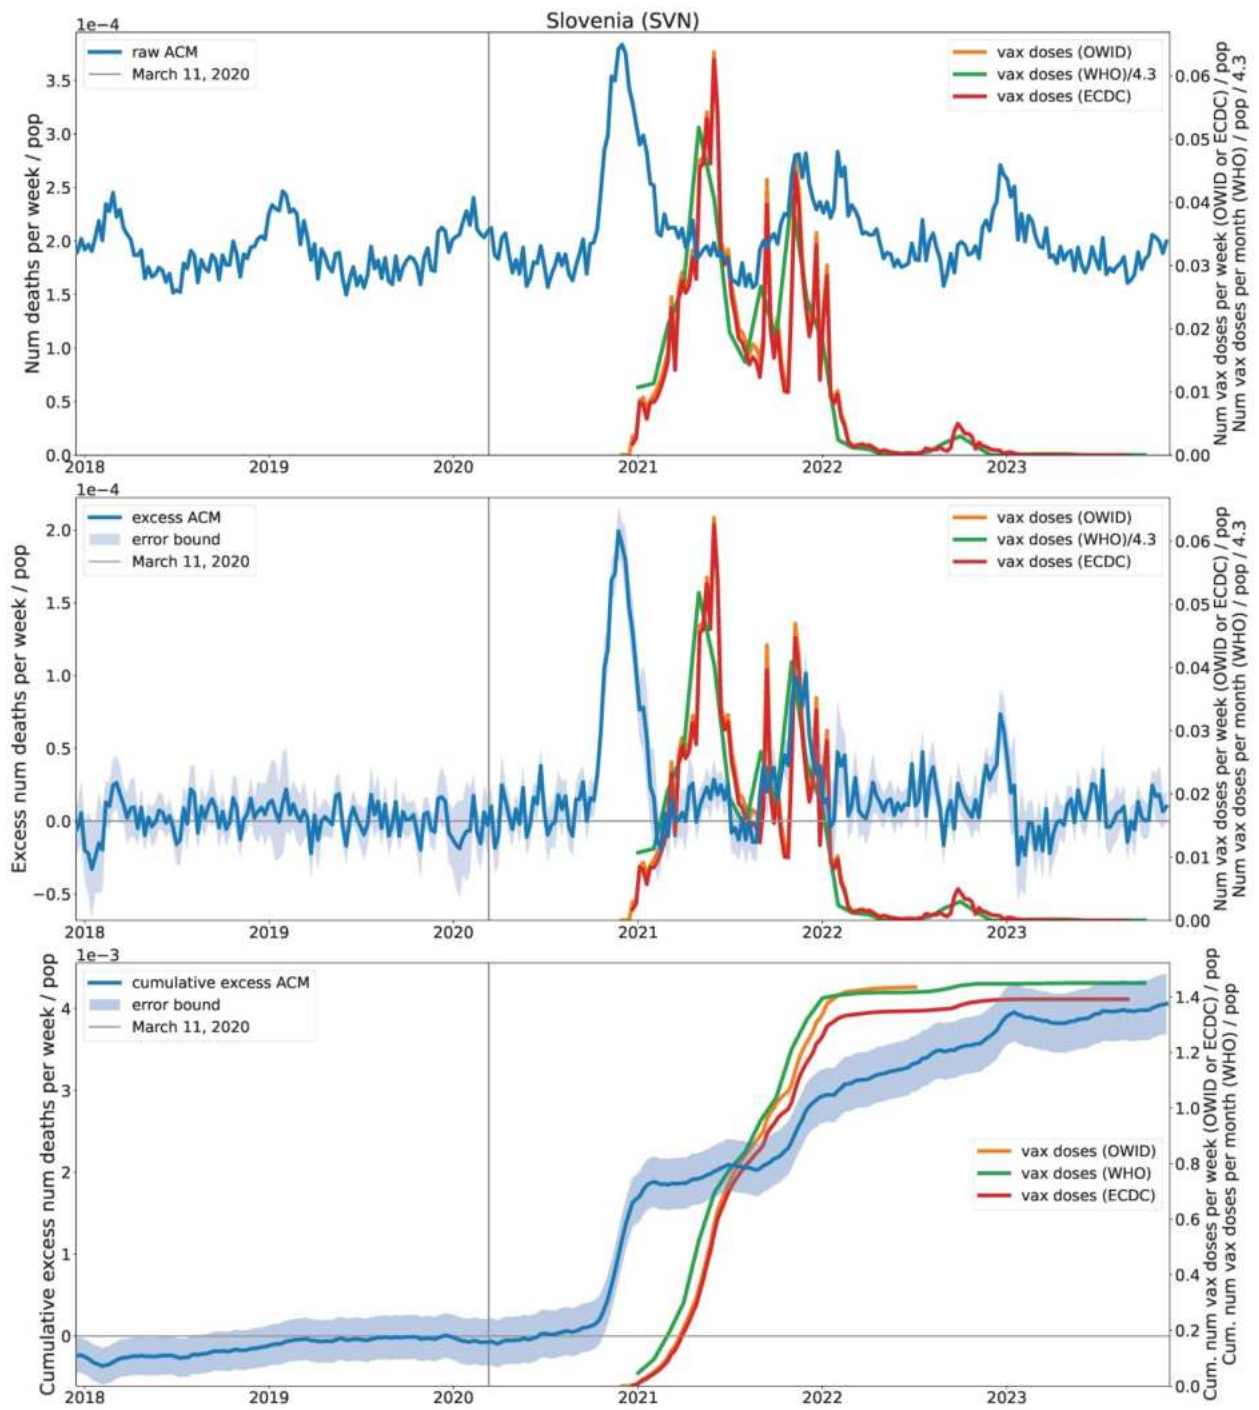 Slovenia (SVN)
1e−4
raw ACM
March 11, 2020
vax doses (OWID)
vax doses (WHO)/4.3
vax doses (ECDC)
Num deaths per week / pop
3.5
3.0
2.5
2.0
1.5
1.0
0.5
0.0
0.06
0.05
0.04
0.03
0.02
0.01
0.00
Num vax doses per week (OWID or ECDC) / pop
Num vax doses per month (WHO) / pop / 4.3
2018 2019 2020 2021 2022 2023
1e−4
excess ACM
error bound
March 11, 2020
vax doses (OWID)
vax doses (WHO)/4.3
vax doses (ECDC)
Excess num deaths per week / pop
2.0
1.5
1.0
0.5
0.0
−0.5
0.06
0.05
0.04
0.03
0.02
0.01
0.00
Num vax doses per week (OWID or ECDC) / pop
Num vax doses per month (WHO) / pop / 4.3
2018 2019 2020 2021 2022 2023
1e−3
cumulative excess ACM
error bound
March 11, 2020
vax doses (OWID)
vax doses (WHO)
vax doses (ECDC)
Cumulative excess num deaths per week / pop
4
3
2
1
0
1.4
1.2
1.0
0.8
0.6
0.4
0.2
0.0
Cum. num vax doses per week (OWID or ECDC) / pop
Cum. num vax doses per month (WHO) / pop
2018 2019 2020 2021 2022 2023